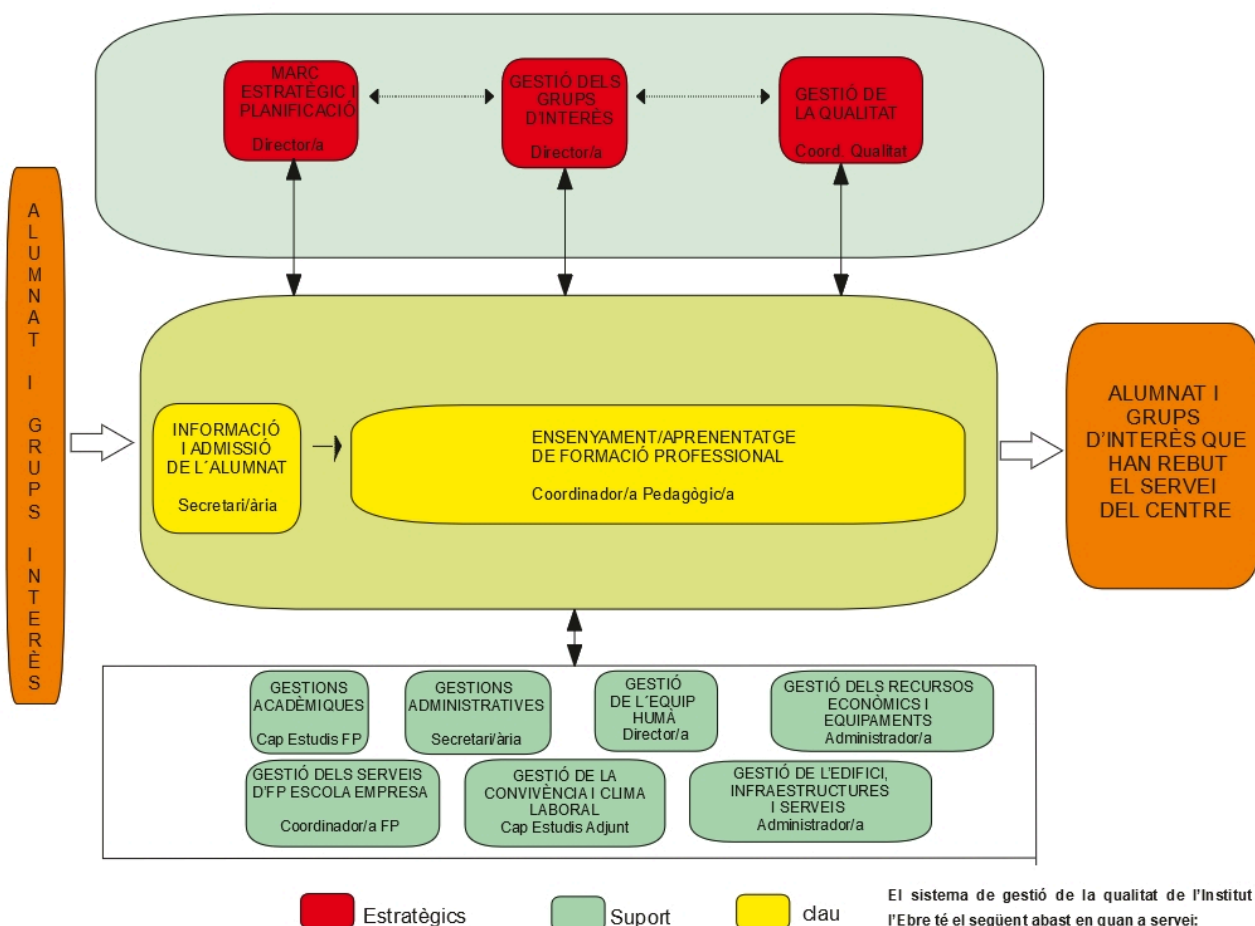 MARC
ESTRATÈGIC I
PLANIFICACIÓ
Director/a
GESTIÓ DELS
GRUPS
D'INTERÈS
Director/a
GESTIÓ DE
LA QUALITAT
Coord. Qualitat
ALUMNAT I GRUPS INTERÈS
INFORMACIÓ
I ADMISSIÓ
DE L´ALUMNAT
Secretari/ària
ENSENYAMENT/APRENENTATGE
DE FORMACIÓ PROFESSIONAL
Coordinador/a Pedagògic/a
ALUMNAT I
GRUPS
D'INTERÈS QUE
HAN REBUT
EL SERVEI
DEL CENTRE
GESTIONS
ACADÈMIQUES
Cap Estudis FP
GESTIONS
ADMINISTRATIVES
Secretari/ària
GESTIÓ
DE L´EQUIP
HUMÀ
Director/a
GESTIÓ DELS RECURSOS
ECONÒMICS I
EQUIPAMENTS
Administrador/a
GESTIÓ DELS SERVEIS
D'FP ESCOLA EMPRESA
Coordinador/a FP
GESTIÓ DE LA
CONVIVÈNCIA I CLIMA
LABORAL
Cap Estudis Adjunt
GESTIÓ DE L'EDIFICI,
INFRAESTRUCTURES
I SERVEIS
Administrador/a
Estratègics
Suport
clau
El sistema de gestió de la qualitat de l'Institut
l'Ebre té el següent abast en quan a servei: